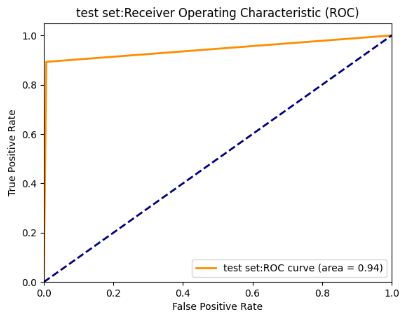 test set:Receiver Operating Characteristic (ROC)
1.0
0.8
0.6
0.4
0.2
0.0
True Positive Rate
test set:ROC curve (area = 0.94)
0.0 0.2 0.4 0.6 0.8 1.0
False Positive Rate